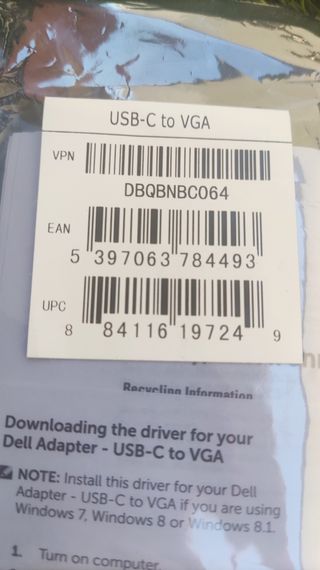 USB-C to VGA
VPN
DBQBNBC064
EAN
5 397063 784493
UPC
8 84116 19724 9
Recycling Information
Downloading the driver for your
Dell Adapter - USB-C to VGA
NOTE: Install this driver for your Dell
Adapter - USB-C to VGA if you are using
Windows 7, Windows 8 or Windows 8.1.
1. Turn on computer